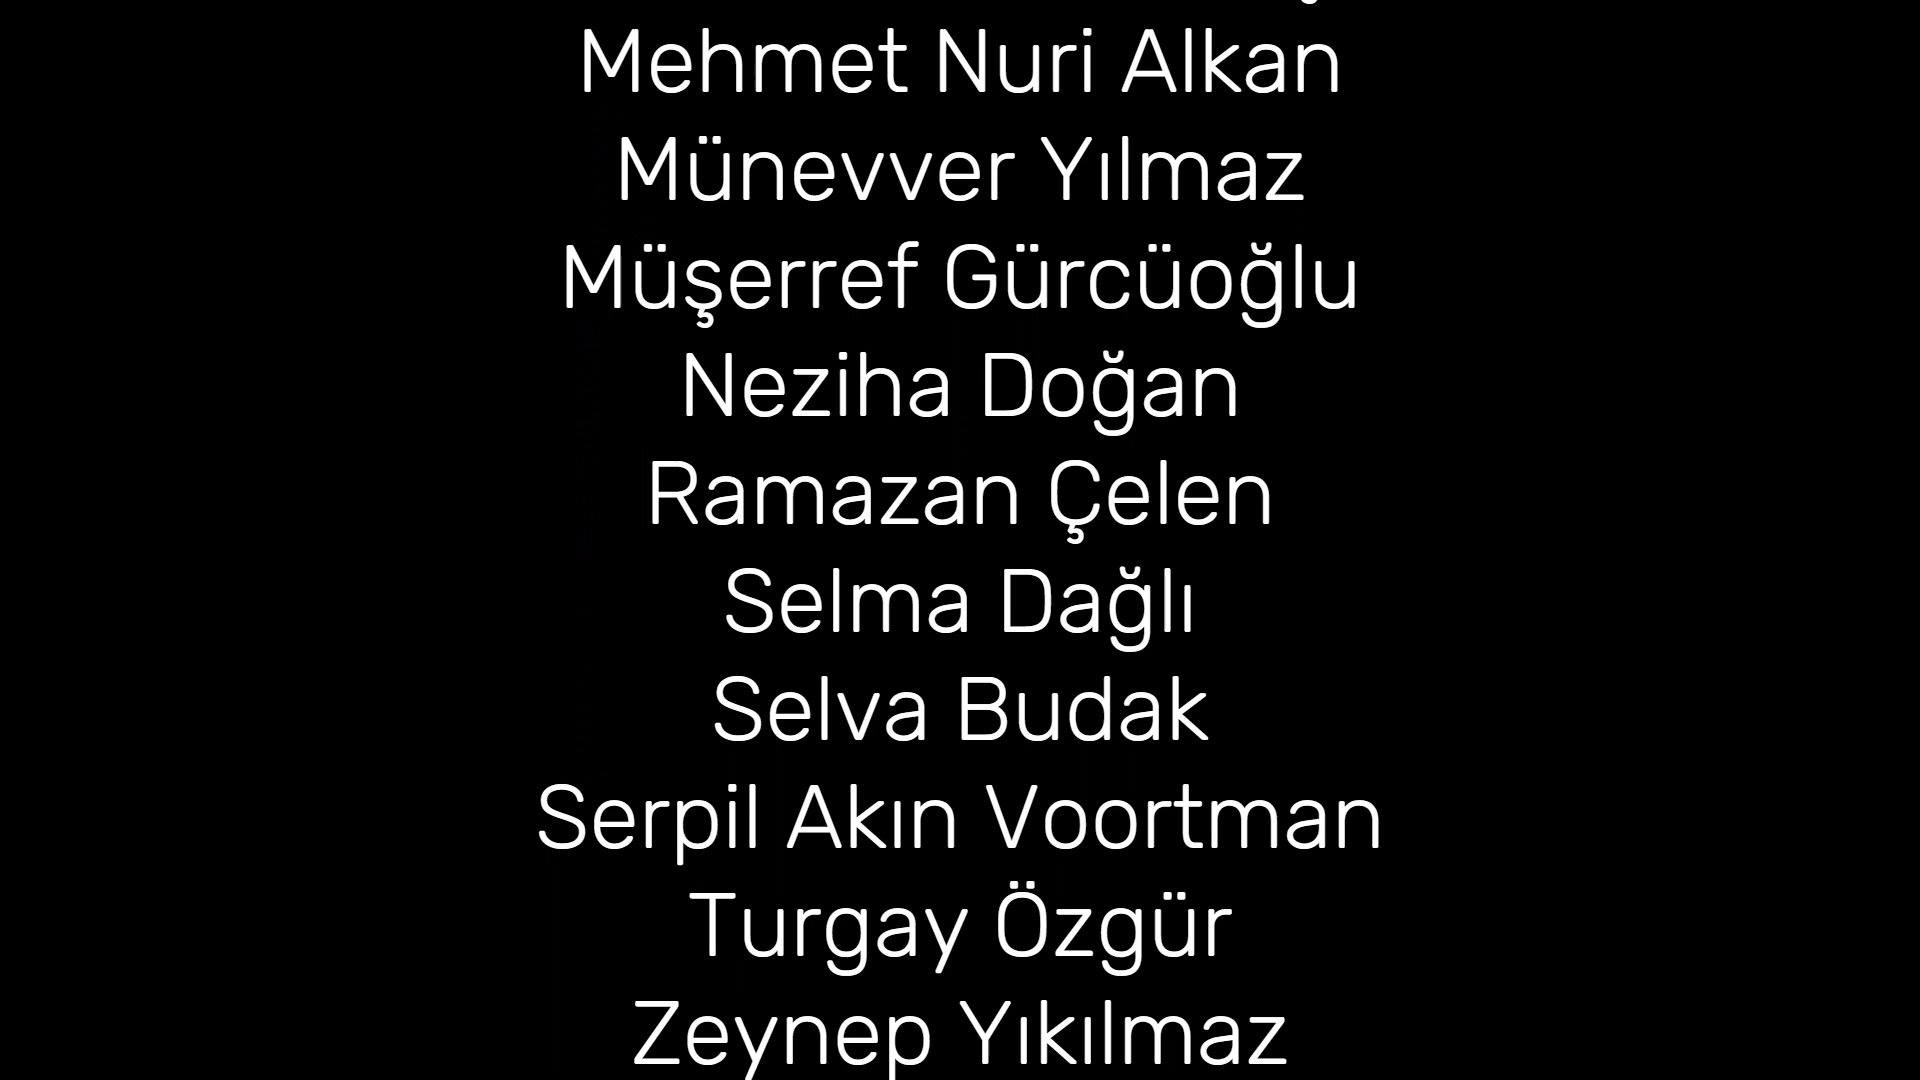 Mehmet Nuri Alkan
Münevver Yılmaz
Müşerref Gürcüoğlu
Neziha Doğan
Ramazan Çelen
Selma Dağlı
Selva Budak
Serpil Akın Voortman
Turgay Özgür
Zeynep Yıkılmaz